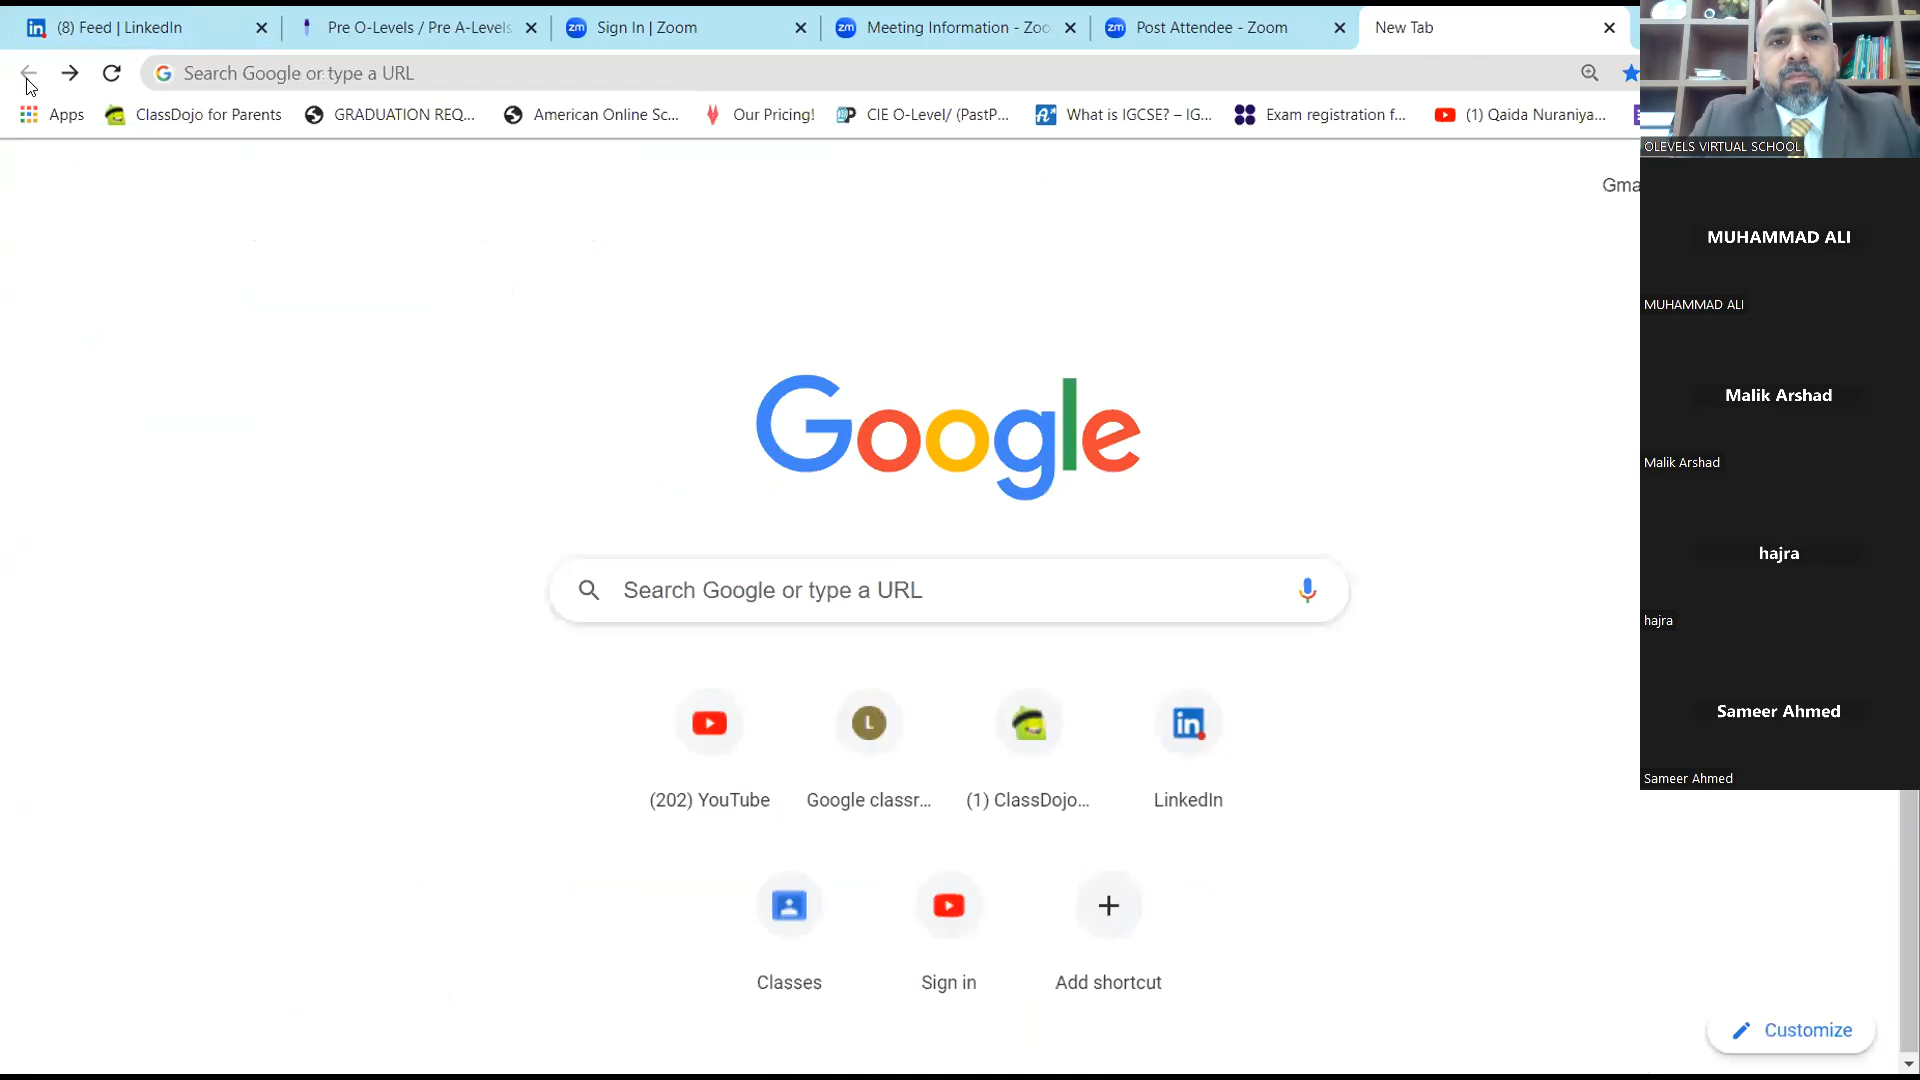 (8) Feed | LinkedIn
Pre O-Levels / Pre A-Levels
Sign In | Zoom
Meeting Information - Zoo
Post Attendee - Zoom
New Tab
Search Google or type a URL
Apps
ClassDojo for Parents
GRADUATION REQ...
American Online Sc...
Our Pricing!
CIE O-Level/ (PastP...
What is IGCSE? – IG...
Exam registration f...
(1) Qaida Nuraniya...
OLEVELS VIRTUAL SCHOOL
Gma
MUHAMMAD ALI
MUHAMMAD ALI
Malik Arshad
Malik Arshad
hajra
hajra
Sameer Ahmed
Sameer Ahmed
Google
Search Google or type a URL
L
(202) YouTube
Google classr...
(1) ClassDojo...
LinkedIn
Classes
Sign in
Add shortcut
Customize